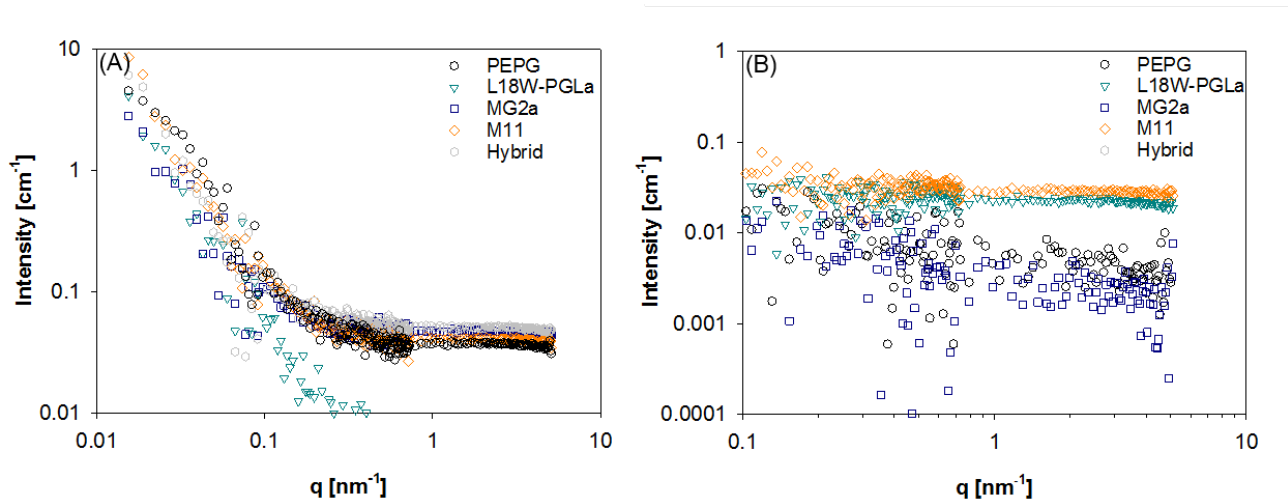 (A)
PEPG
L18W-PGLa
MG2a
M11
Hybrid
10
1
0.1
0.01
0.01
0.1
1
10
Intensity [cm⁻¹]
q [nm⁻¹]
(B)
PEPG
L18W-PGLa
MG2a
M11
Hybrid
1
0.1
0.01
0.001
0.0001
0.1
1
10
Intensity [cm⁻¹]
q [nm⁻¹]